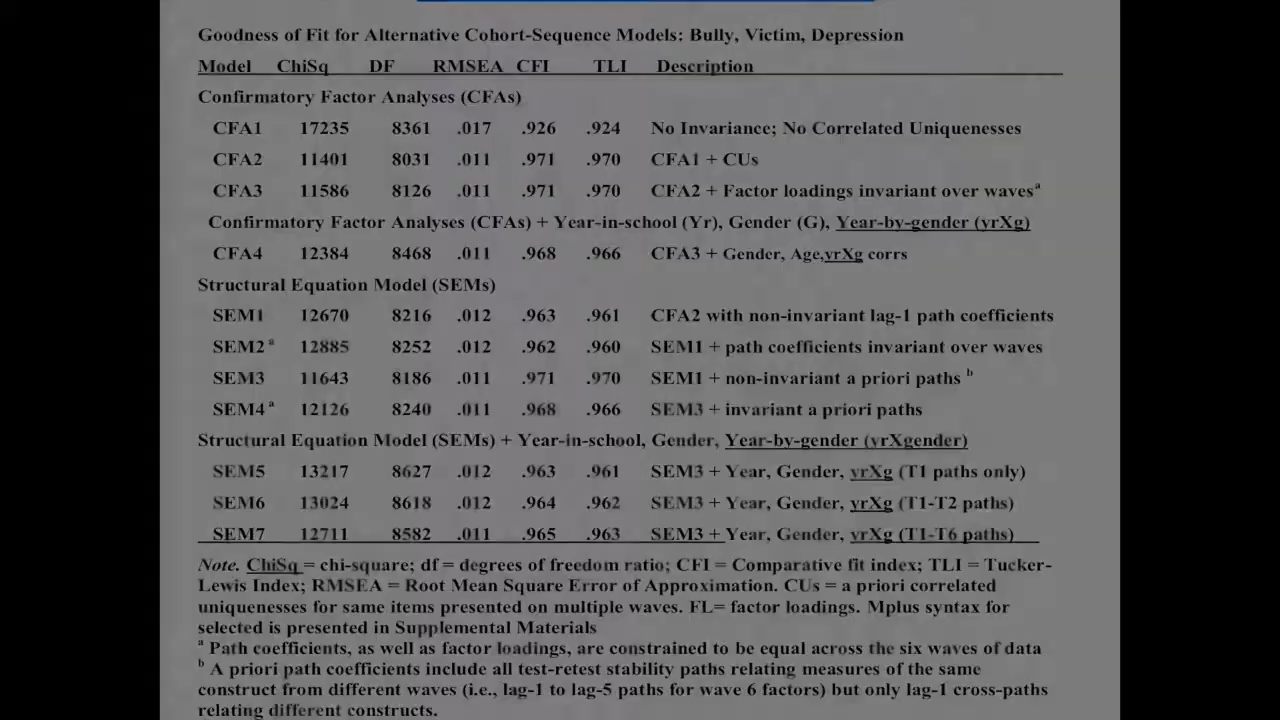 Goodness of Fit for Alternative Cohort-Sequence Models: Bully, Victim, Depression
Model ChiSq DF RMSEA CFI TLI Description
Confirmatory Factor Analyses (CFAs)
CFA1 17235 8361 .017 .926 .924 No Invariance; No Correlated Uniquenesses
CFA2 11401 8031 .011 .971 .970 CFA1 + CUs
CFA3 11586 8126 .011 .971 .970 CFA2 + Factor loadings invariant over waves a
Confirmatory Factor Analyses (CFAs) + Year-in-school (Yr), Gender (G), Year-by-gender (yrXg)
CFA4 12384 8468 .011 .968 .966 CFA3 + Gender, Age,yrXg corrs
Structural Equation Model (SEMs)
SEM1 12670 8216 .012 .963 .961 CFA2 with non-invariant lag-1 path coefficients
SEM2 a 12885 8252 .012 .962 .960 SEM1 + path coefficients invariant over waves
SEM3 11643 8186 .011 .971 .970 SEM1 + non-invariant a priori paths b
SEM4 a 12126 8240 .011 .968 .966 SEM3 + invariant a priori paths
Structural Equation Model (SEMs) + Year-in-school, Gender, Year-by-gender (yrXgender)
SEM5 13217 8627 .012 .963 .961 SEM3 + Year, Gender, yrXg (T1 paths only)
SEM6 13024 8618 .012 .964 .962 SEM3 + Year, Gender, yrXg (T1-T2 paths)
SEM7 12711 8582 .011 .965 .963 SEM3 + Year, Gender, yrXg (T1-T6 paths)
Note. ChiSq = chi-square; df = degrees of freedom ratio; CFI = Comparative fit index; TLI = Tucker-
Lewis Index; RMSEA = Root Mean Square Error of Approximation. CUs = a priori correlated
uniquenesses for same items presented on multiple waves. FL= factor loadings. Mplus syntax for
selected is presented in Supplemental Materials
a Path coefficients, as well as factor loadings, are constrained to be equal across the six waves of data
b A priori path coefficients include all test-retest stability paths relating measures of the same
construct from different waves (i.e., lag-1 to lag-5 paths for wave 6 factors) but only lag-1 cross-paths
relating different constructs.